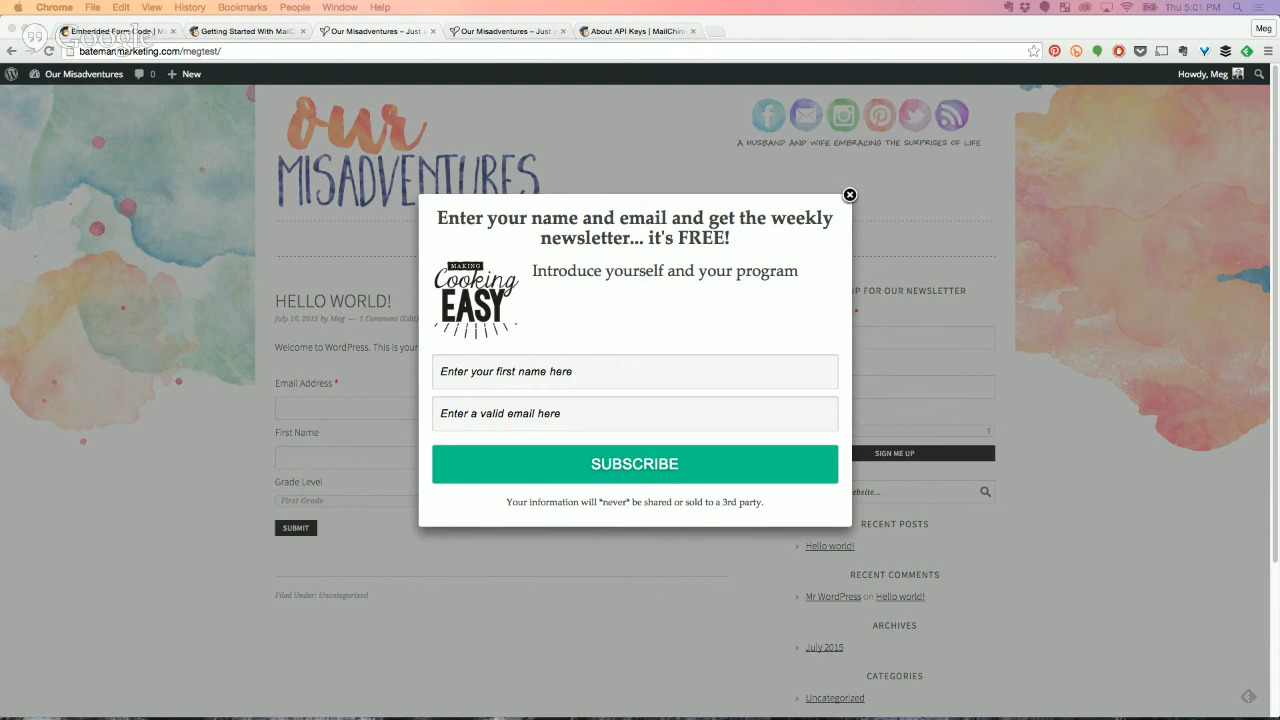 Chrome File Edit View History Bookmarks People Window Help Thu 5:01 PM
Embedded Form Code | M Getting Started With MailC Our Misadventures – Just a Our Misadventures – Just a About API Keys | MailChim Meg
Google
batemanmarketing.com/megtest/
Our Misadventures 0 New Howdy, Meg
our
MISADVENTURES
A HUSBAND AND WIFE EMBRACING THE SURPRISES OF LIFE
Enter your name and email and get the weekly
newsletter... it's FREE!
MAKING
Cooking
EASY
Introduce yourself and your program
Enter your first name here
Enter a valid email here
SUBSCRIBE
Your information will *never* be shared or sold to a 3rd party.
HELLO WORLD!
July 16, 2015 by Meg — 1 Comment (Edit)
Welcome to WordPress. This is your
Email Address *
First Name
Grade Level
First Grade
SUBMIT
Filed Under: Uncategorized
UP FOR OUR NEWSLETTER
*
SIGN ME UP
ebsite...
RECENT POSTS
» Hello world!
RECENT COMMENTS
» Mr WordPress on Hello world!
ARCHIVES
» July 2015
CATEGORIES
» Uncategorized